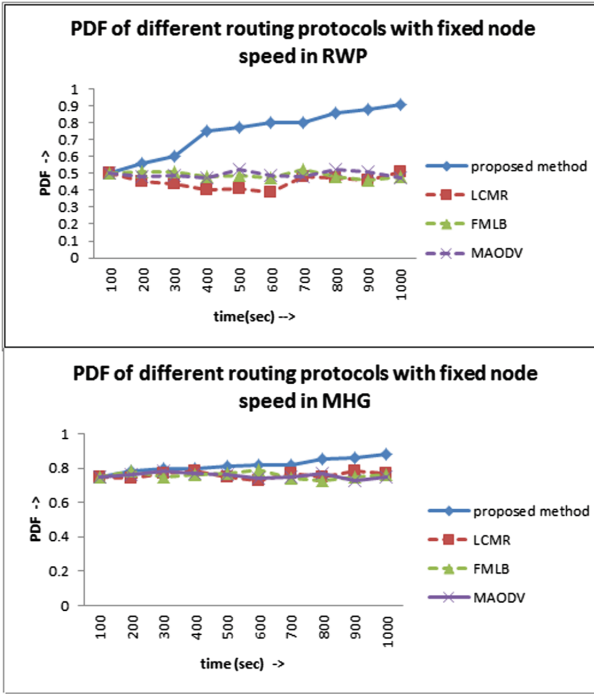 PDF of different routing protocols with fixed node
speed in RWP
1
0.9
0.8
0.7
0.6
0.5
0.4
0.3
0.2
0.1
0
PDF ->
100
200
300
400
500
600
700
800
900
1000
time(sec) -->
proposed method
LCMR
FMLB
MAODV
PDF of different routing protocols with fixed node
speed in MHG
1
0.8
0.6
0.4
0.2
0
PDF ->
100
200
300
400
500
600
700
800
900
1000
time (sec) ->
proposed method
LCMR
FMLB
MAODV